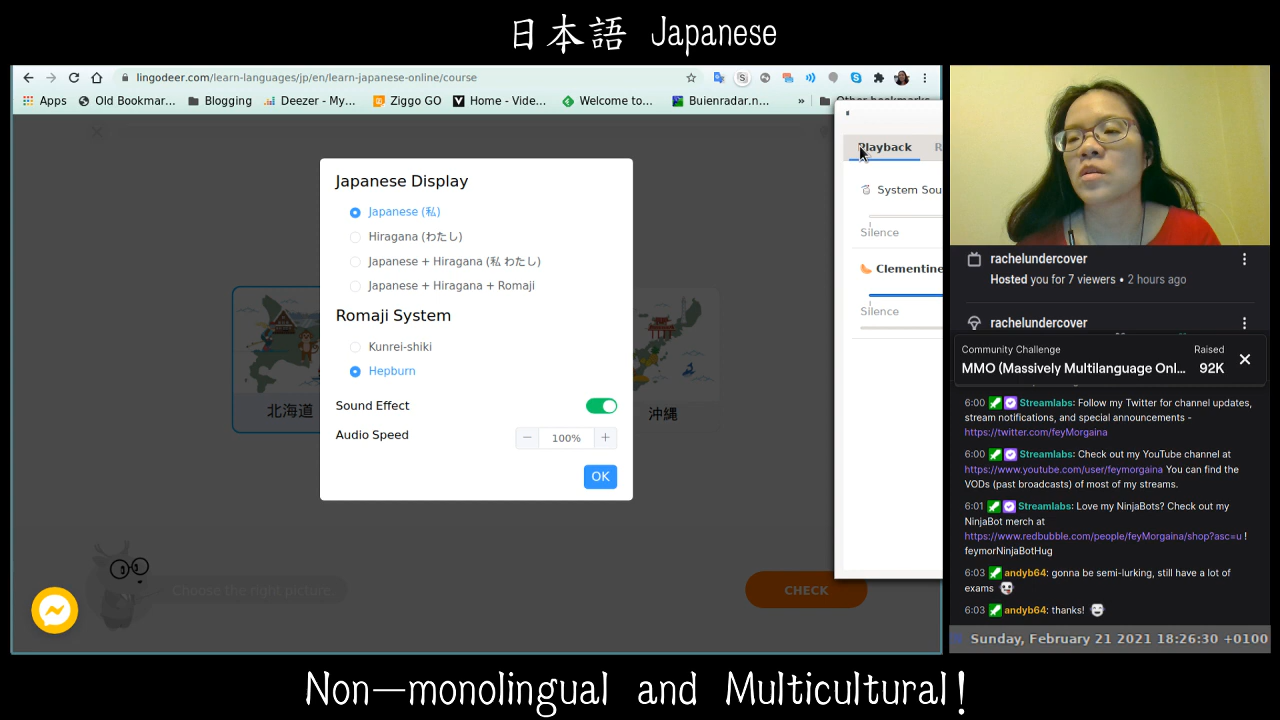 日本語 Japanese
lingodeer.com/learn-languages/jp/en/learn-japanese-online/course
Apps
Old Bookmar...
Blogging
Deezer - My...
Ziggo GO
Home - Vide...
Welcome to...
Buienradar.n...
»
Other bookmarks
Japanese Display
Japanese (私)
Hiragana (わたし)
Japanese + Hiragana (私 わたし)
Japanese + Hiragana + Romaji
Romaji System
Kunrei-shiki
Hepburn
Sound Effect
Audio Speed
− 100% +
OK
北海道
沖縄
Choose the right picture.
CHECK
Playback
R
System Sou
Silence
Clementine
Silence
rachelundercover
Hosted you for 7 viewers • 2 hours ago
rachelundercover
Community Challenge
Raised
MMO (Massively Multilanguage Onl...
92K
6:00 Streamlabs: Follow my Twitter for channel updates,
stream notifications, and special announcements -
https://twitter.com/feyMorgaina
6:00 Streamlabs: Check out my YouTube channel at
https://www.youtube.com/user/feymorgaina You can find the
VODs (past broadcasts) of most of my streams.
6:01 Streamlabs: Love my NinjaBots? Check out my
NinjaBot merch at
https://www.redbubble.com/people/feyMorgaina/shop?asc=u !
feymorNinjaBotHug
6:03 andyb64: gonna be semi-lurking, still have a lot of
exams
6:03 andyb64: thanks!
Sunday, February 21 2021 18:26:30 +0100
Non-monolingual and Multicultural!